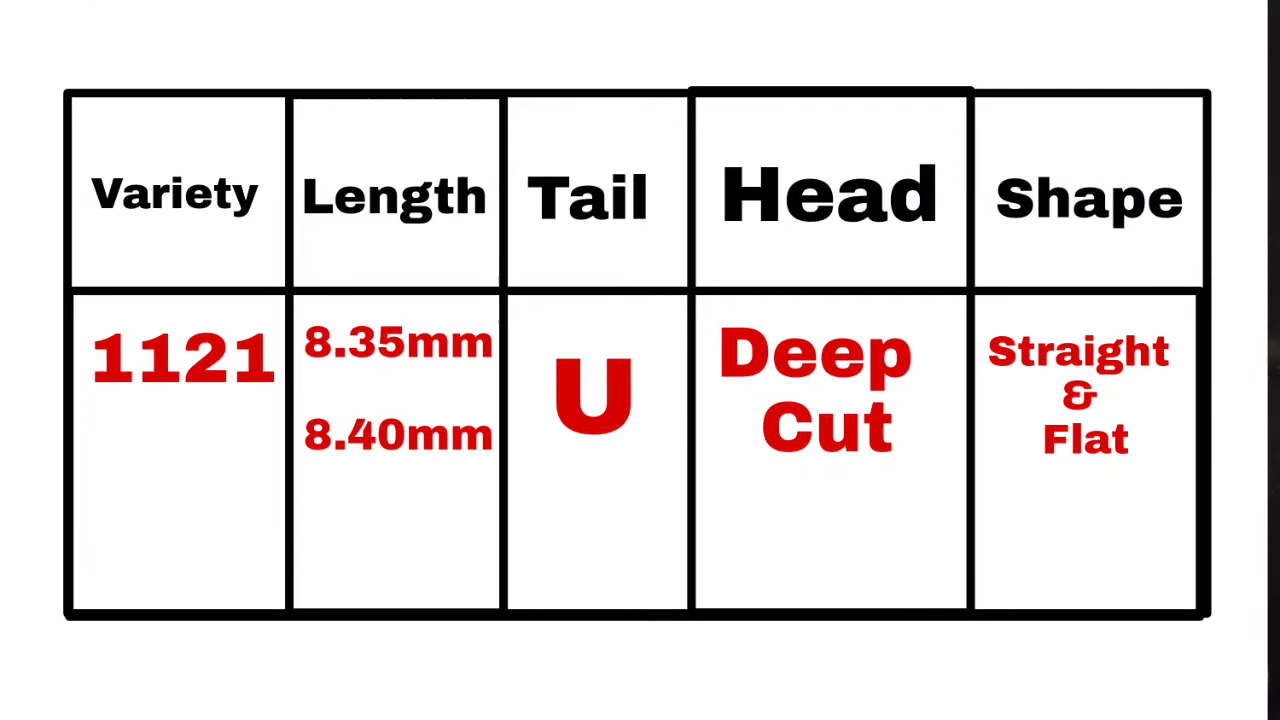 Variety Length Tail Head Shape
1121
8.35mm
8.40mm
U
Deep
Cut
Straight
&
Flat